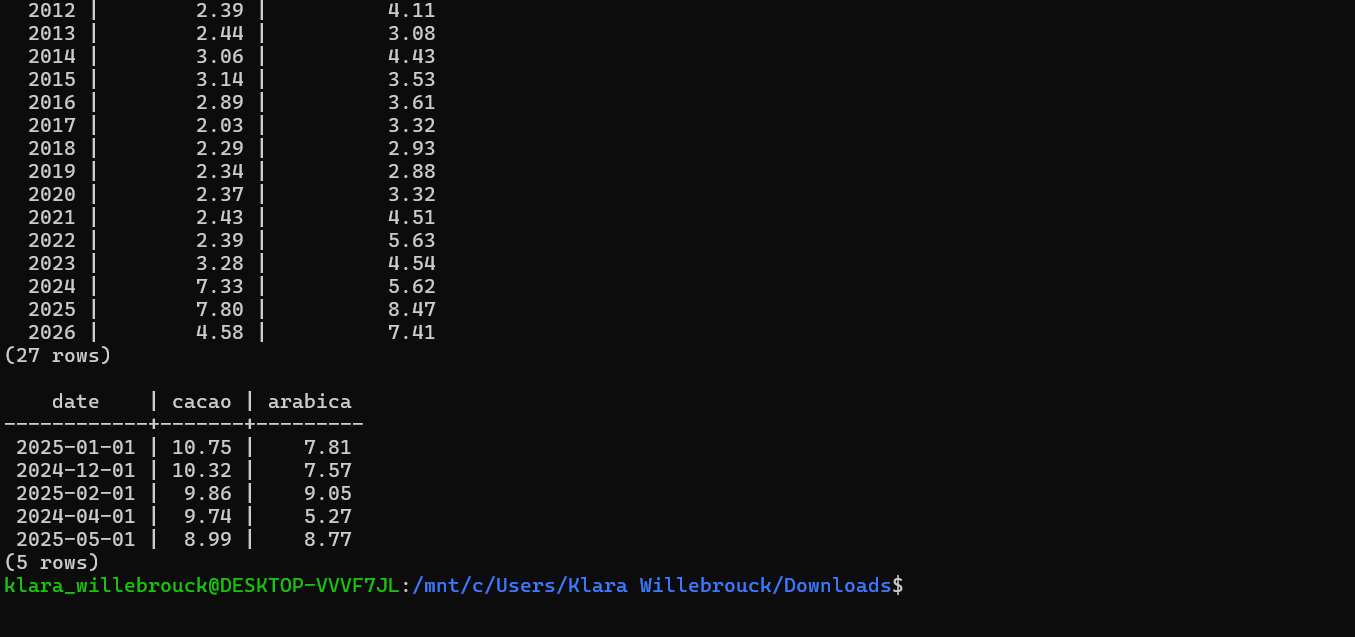 2012 |        2.39 |          4.11
2013 |        2.44 |          3.08
2014 |        3.06 |          4.43
2015 |        3.14 |          3.53
2016 |        2.89 |          3.61
2017 |        2.03 |          3.32
2018 |        2.29 |          2.93
2019 |        2.34 |          2.88
2020 |        2.37 |          3.32
2021 |        2.43 |          4.51
2022 |        2.39 |          5.63
2023 |        3.28 |          4.54
2024 |        7.33 |          5.62
2025 |        7.80 |          8.47
2026 |        4.58 |          7.41
(27 rows)

    date    | cacao | arabica
------------+-------+---------
 2025-01-01 | 10.75 |    7.81
 2024-12-01 | 10.32 |    7.57
 2025-02-01 |  9.86 |    9.05
 2024-04-01 |  9.74 |    5.27
 2025-05-01 |  8.99 |    8.77
(5 rows)
klara_willebrouck@DESKTOP-VVVF7JL:/mnt/c/Users/Klara Willebrouck/Downloads$